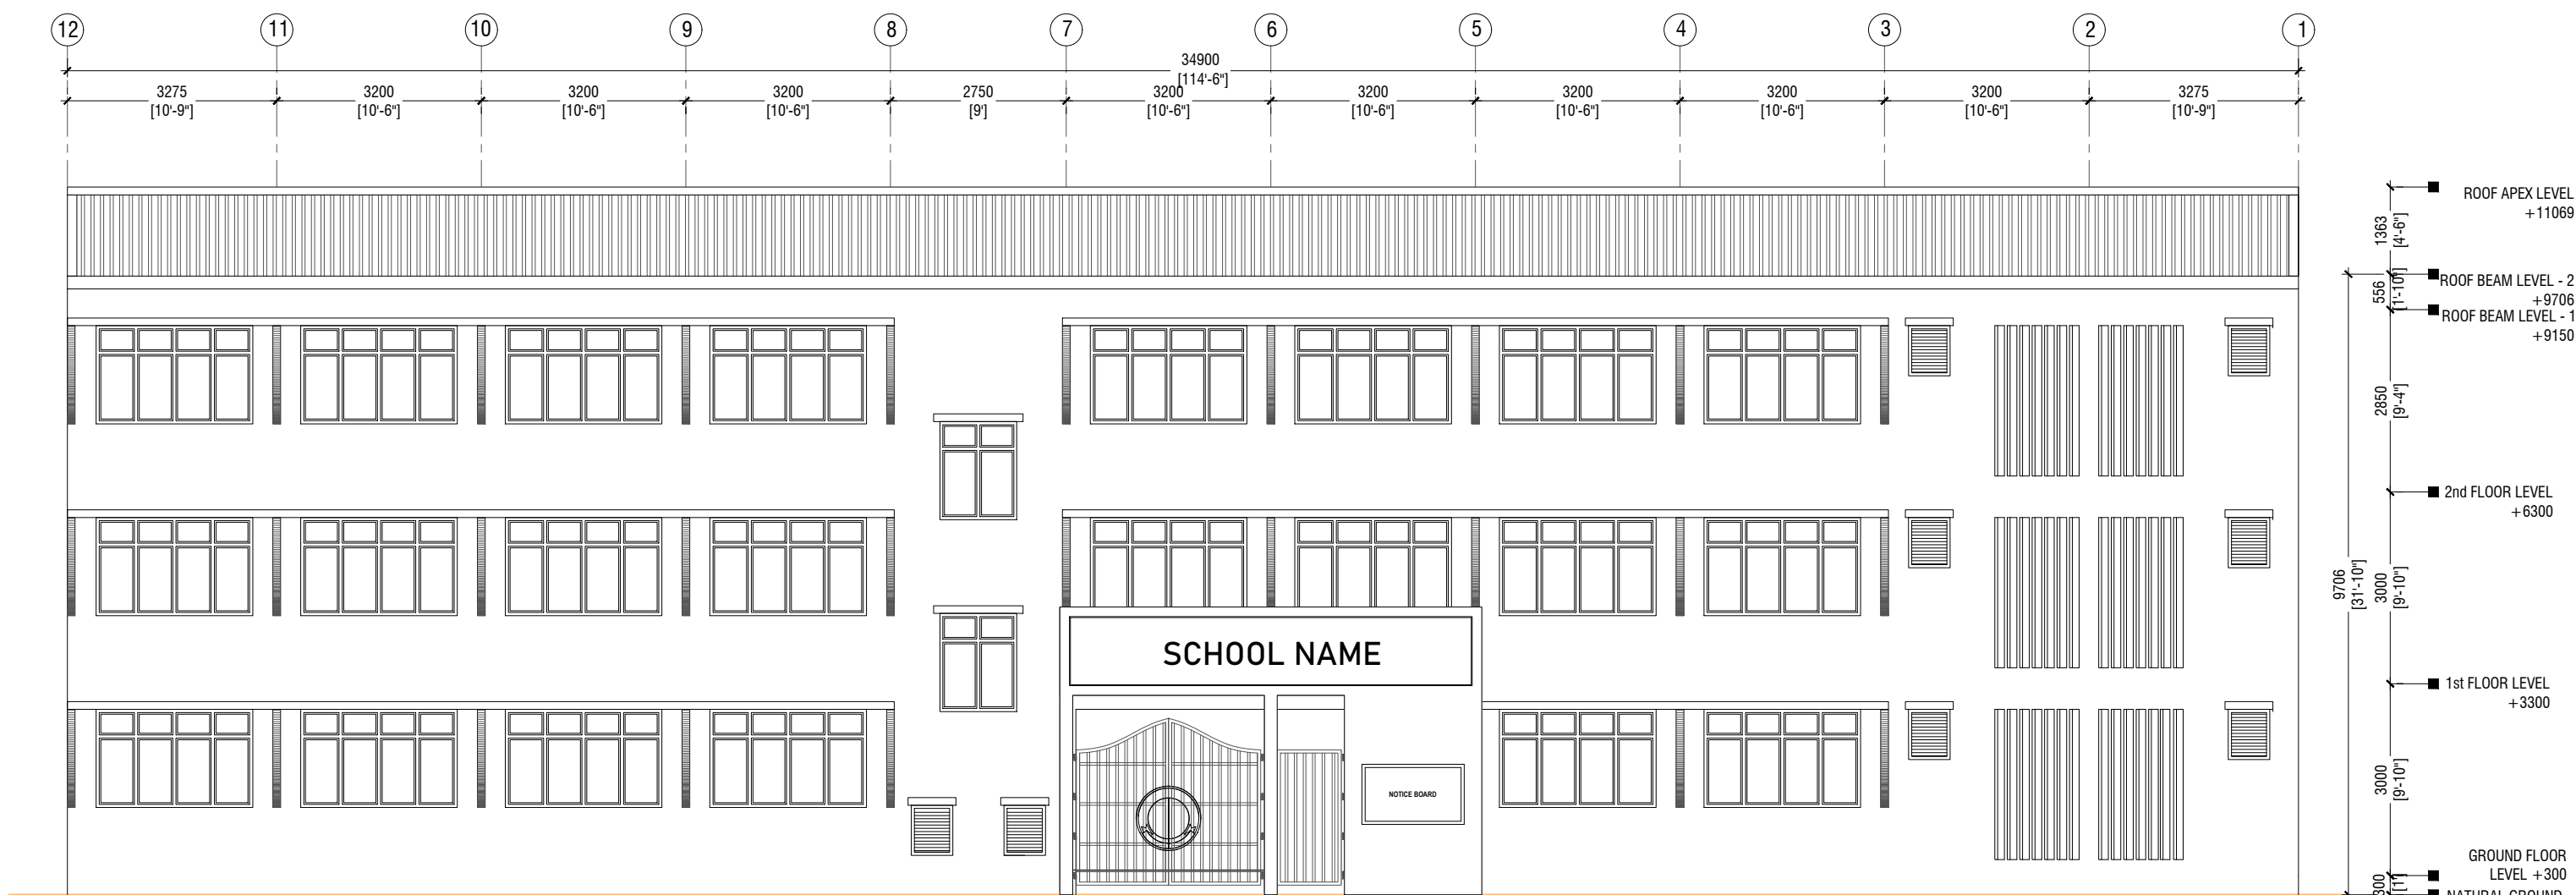 12 11 10 9 8 7 6 5 4 3 2 1
34900
[114'-6"]
3275 3200 3200 3200 2750 3200 3200 3200 3200 3200 3275
[10'-9"] [10'-6"] [10'-6"] [10'-6"] [9'] [10'-6"] [10'-6"] [10'-6"] [10'-6"] [10'-6"] [10'-9"]
ROOF APEX LEVEL
+11069
1363
[4'-6"]
ROOF BEAM LEVEL - 2
+9706
556
[1'-10"]
ROOF BEAM LEVEL - 1
+9150
2850
[9'-4"]
2nd FLOOR LEVEL
+6300
9706
[31'-10"]
3000
[9'-10"]
SCHOOL NAME
1st FLOOR LEVEL
+3300
3000
[9'-10"]
NOTICE BOARD
GROUND FLOOR
LEVEL +300
300
[1']
NATURAL GROUND